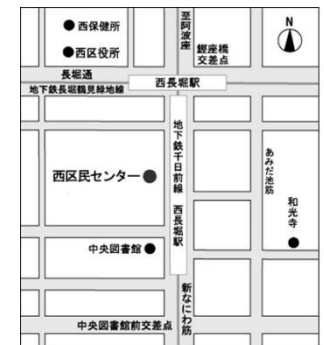 西保健所
西区役所
至阿波座
鰹座橋
交差点
N
長堀通
西長堀駅
地下鉄長堀鶴見緑地線
地下鉄千日前線 西長堀駅
あみだ池筋
西区民センター
和光寺
中央図書館
新なにわ筋
中央図書館前交差点